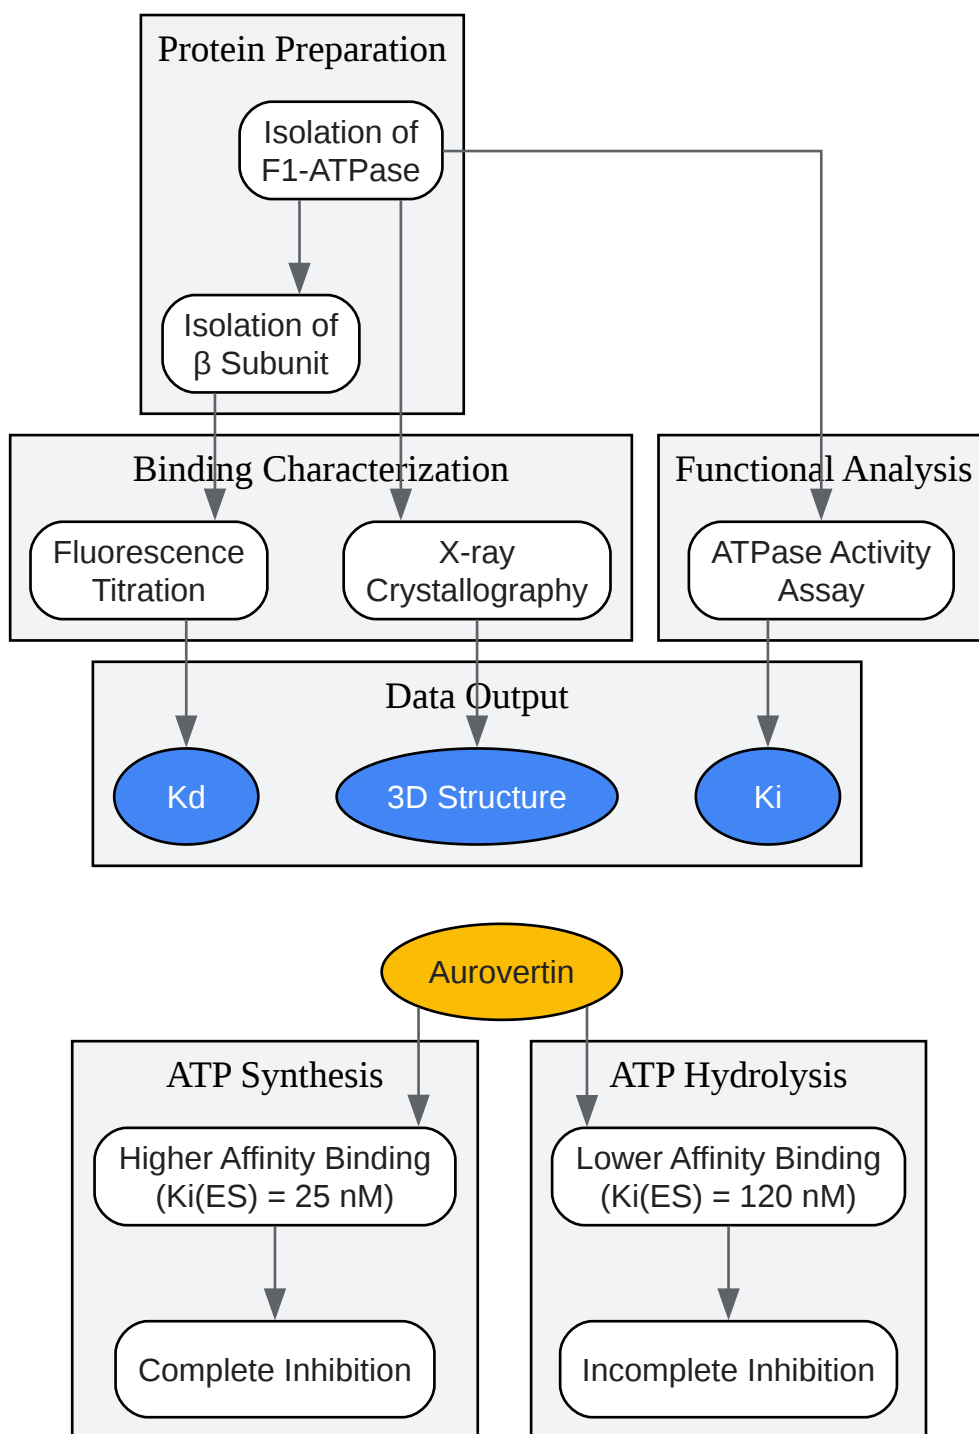 Protein Preparation
Isolation of
F1-ATPase
Isolation of
β Subunit
Binding Characterization
Functional Analysis
Fluorescence
Titration
X-ray
Crystallography
ATPase Activity
Assay
Data Output
Kd
3D Structure
Ki
Aurovertin
ATP Synthesis
ATP Hydrolysis
Higher Affinity Binding
(Ki(ES) = 25 nM)
Lower Affinity Binding
(Ki(ES) = 120 nM)
Complete Inhibition
Incomplete Inhibition